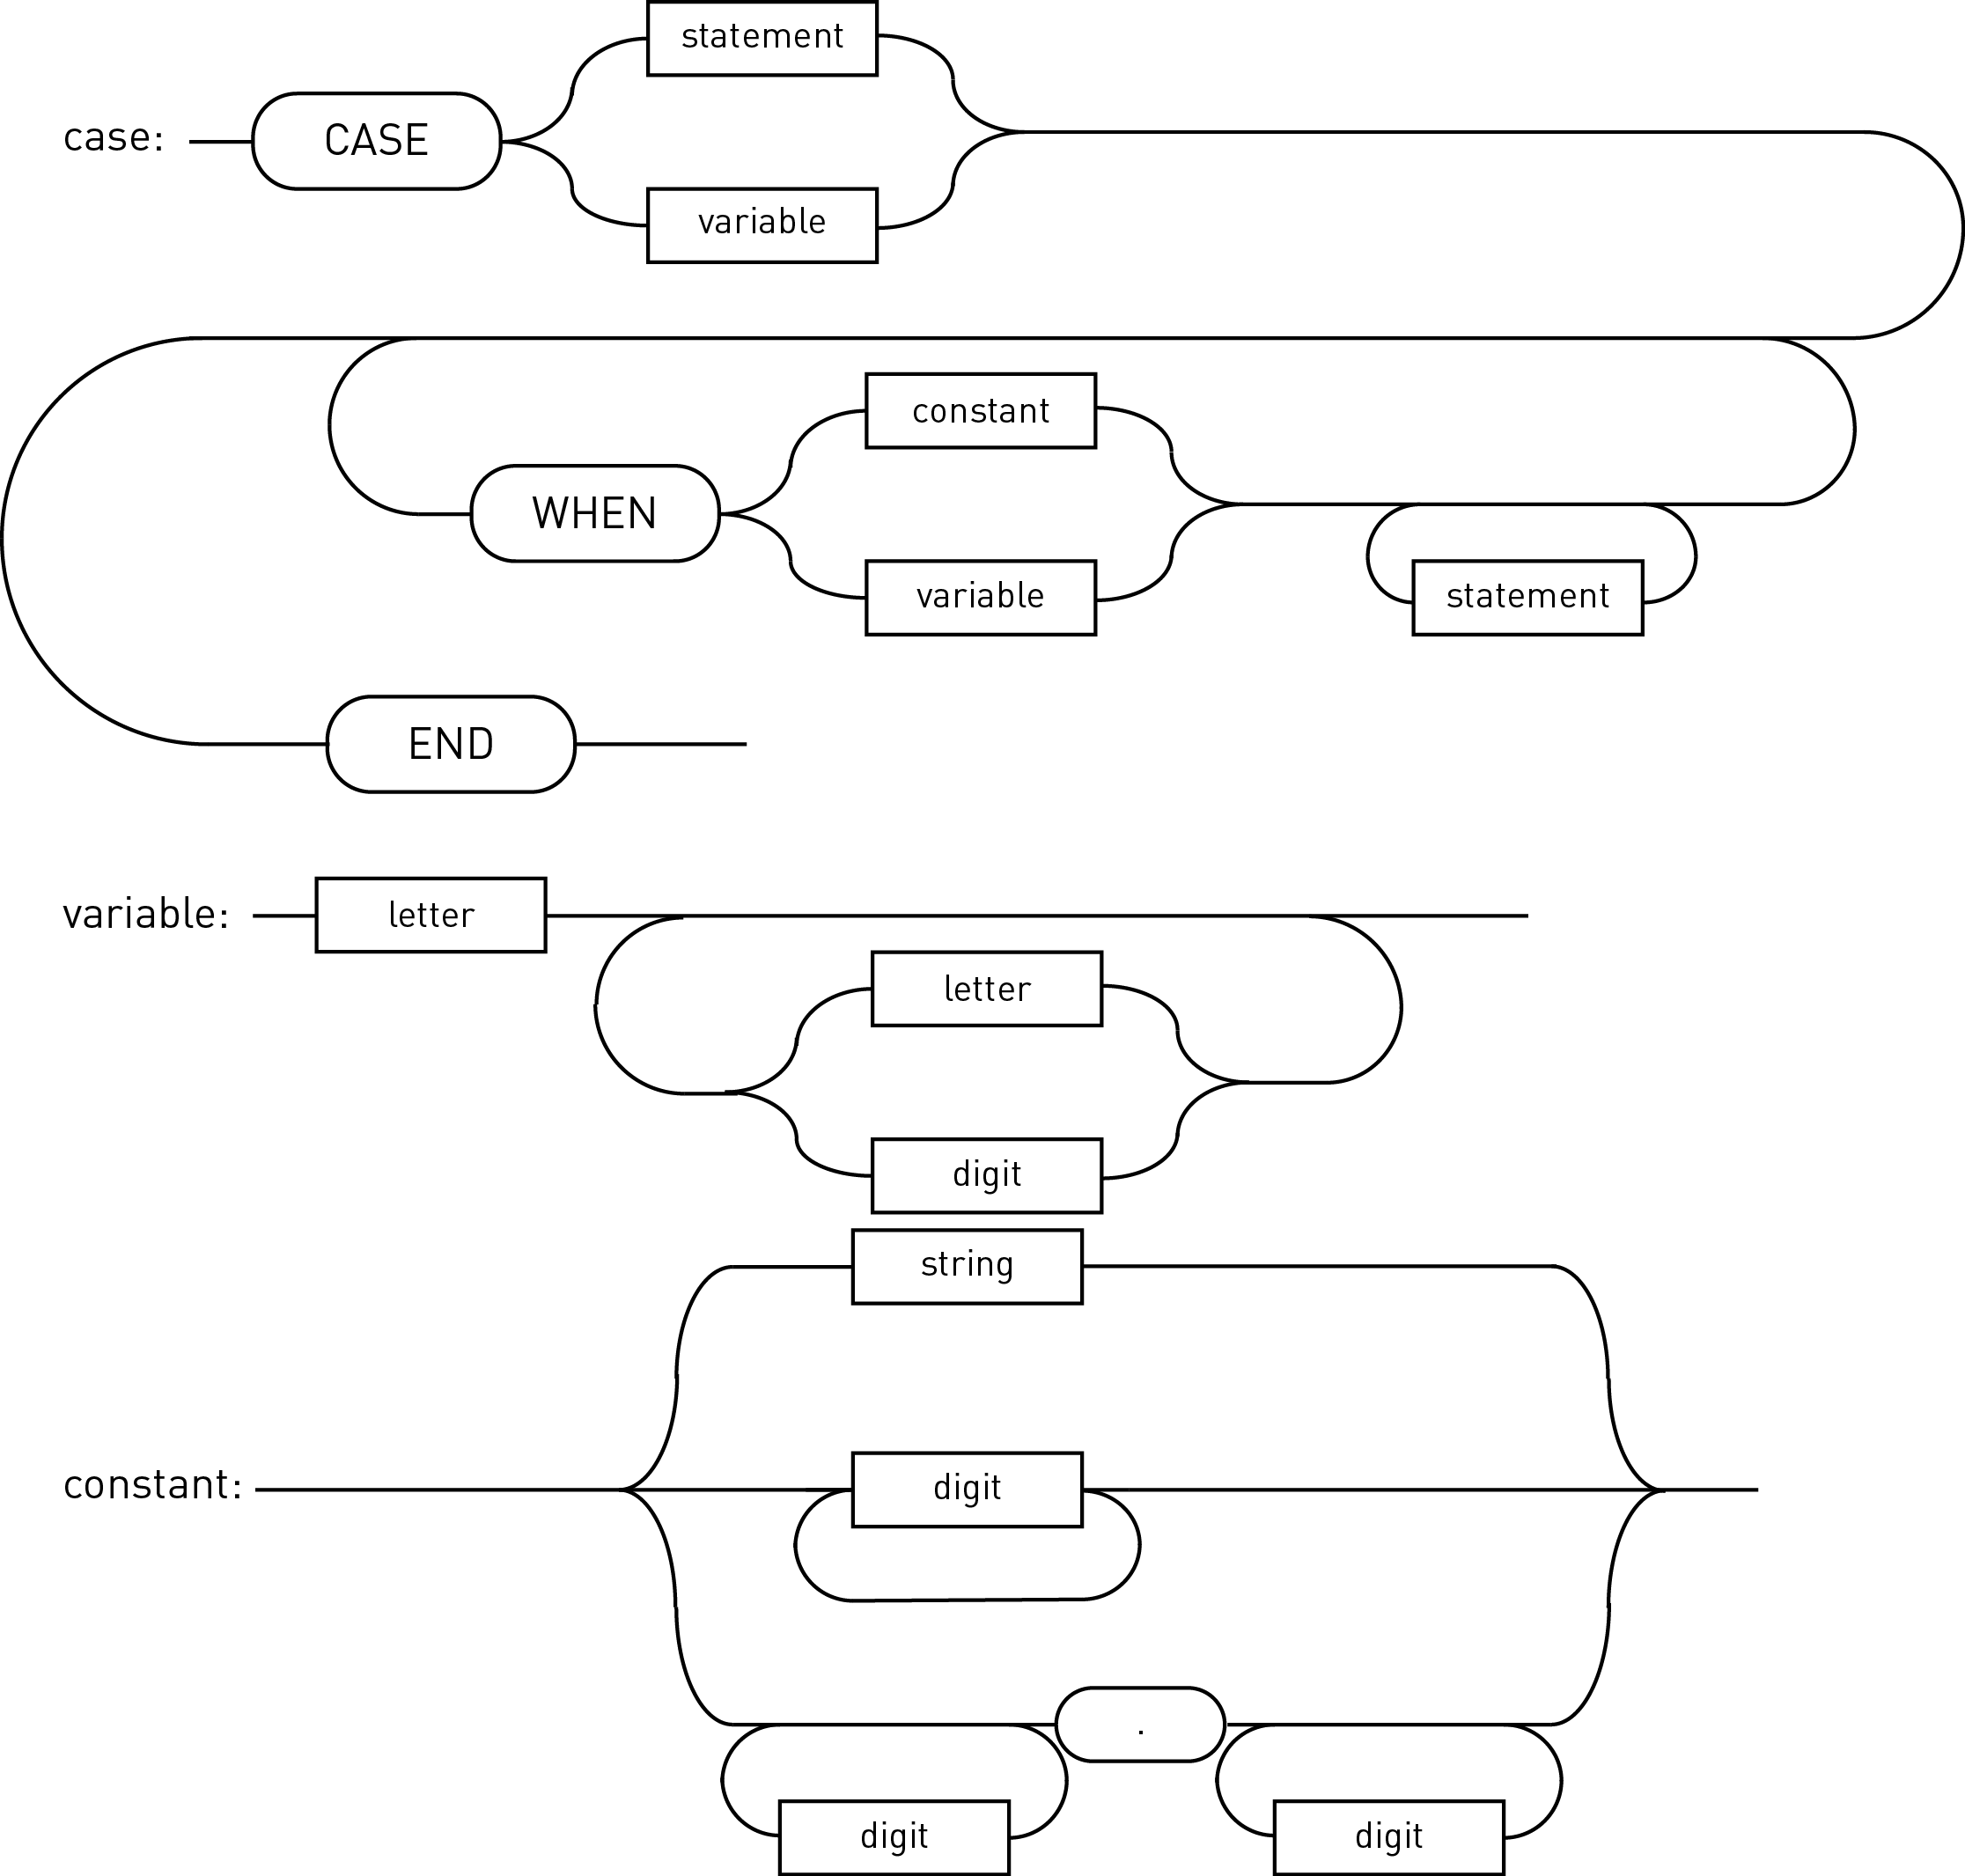 statement
case: CASE
variable
constant
WHEN
variable statement
END
variable: letter
letter
digit
string
constant: digit
.
digit digit